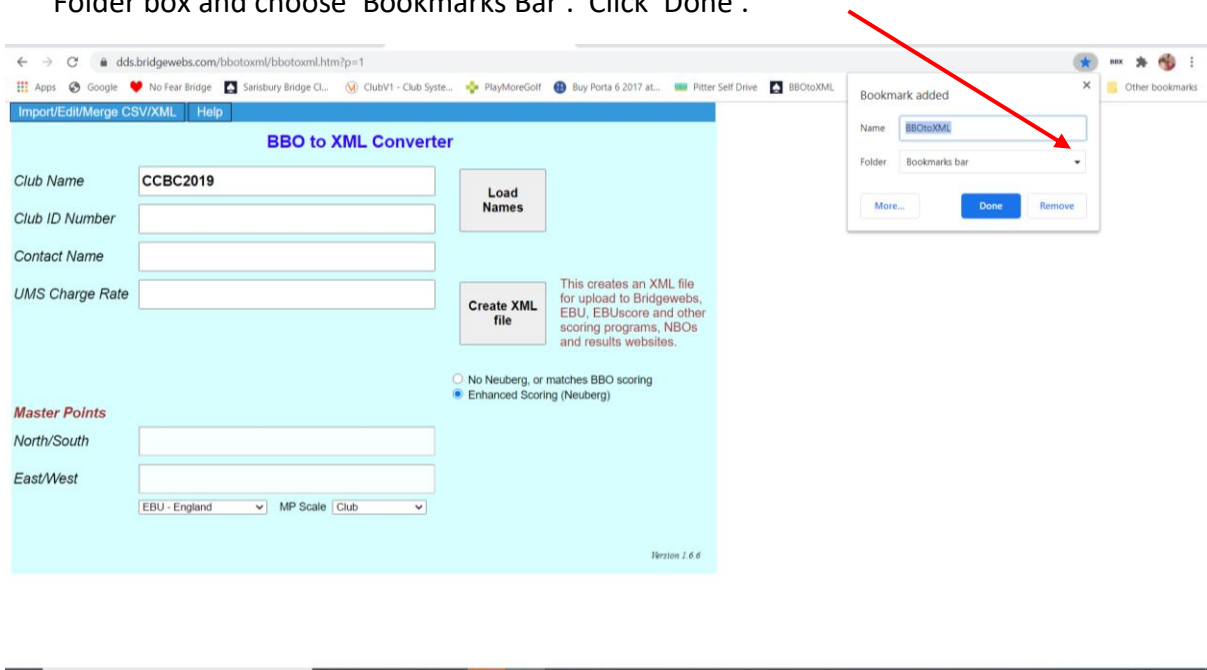 Folder box and choose 'Bookmarks Bar'. Click 'Done'.
dds.bridgewebs.com/bbotoxml/bbotoxml.htm?p=1
BBX
Apps Google No Fear Bridge Sarisbury Bridge Cl... ClubV1 - Club Syste... PlayMoreGolf Buy Porta 6 2017 at... Pitter Self Drive BBOtoXML Other bookmarks
Bookmark added
Name BBOtoXML
Folder Bookmarks bar
More... Done Remove
Import/Edit/Merge CSV/XML Help
BBO to XML Converter
Club Name CCBC2019
Load
Names
Club ID Number
Contact Name
UMS Charge Rate
Create XML
file
This creates an XML file
for upload to Bridgewebs,
EBU, EBUscore and other
scoring programs, NBOs
and results websites.
No Neuberg, or matches BBO scoring
Enhanced Scoring (Neuberg)
Master Points
North/South
East/West
EBU - England MP Scale Club
Version 1.6.6